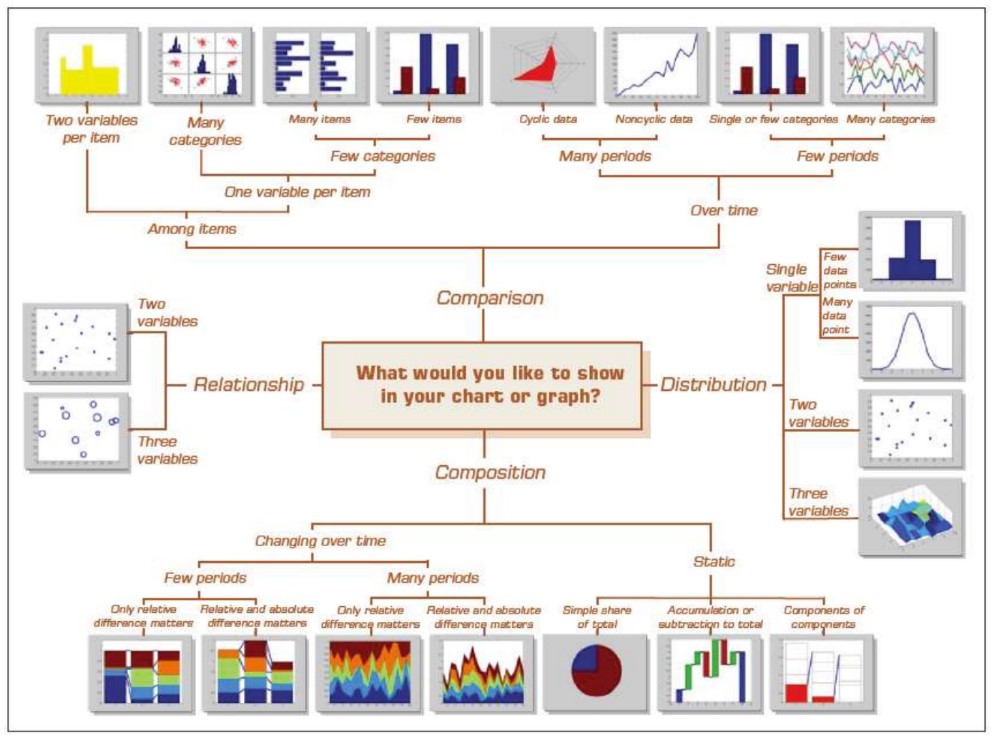 Two variables
per item
Many
categories
Many items
Few items
Cyclic data
Noncyclic data
Single or few categories
Many categories
Few categories
Many periods
Few periods
One variable per item
Over time
Among items
Comparison
Single
variable
Few
data
points
Many
data
point
Two
variables
Relationship
What would you like to show
in your chart or graph?
Distribution
Three
variables
Two
variables
Three
variables
Composition
Changing over time
Static
Few periods
Many periods
Only relative
difference matters
Relative and absolute
difference matters
Only relative
difference matters
Relative and absolute
difference matters
Simple share
of total
Accumulation or
subtraction to total
Components of
components